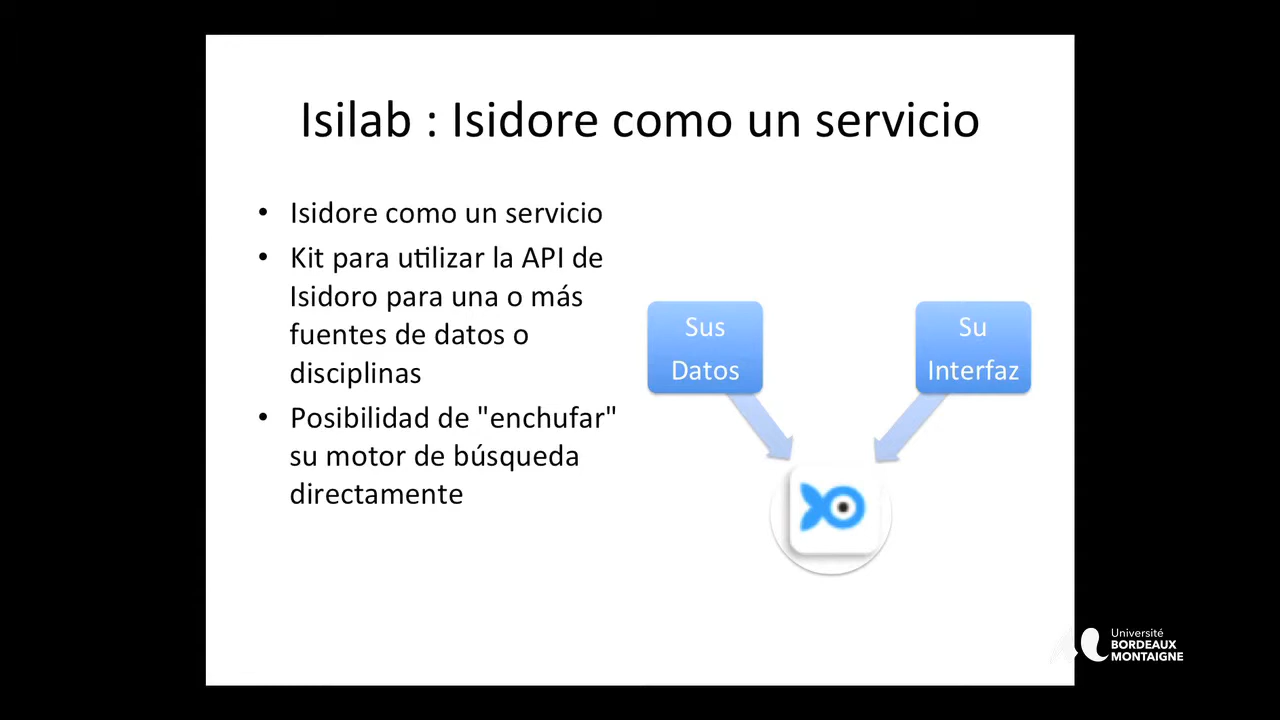 Isilab : Isidore como un servicio
• Isidore como un servicio
• Kit para utilizar la API de
Isidoro para una o más
fuentes de datos o
disciplinas
• Posibilidad de "enchufar"
su motor de búsqueda
directamente
Sus
Datos
Su
Interfaz
Université
BORDEAUX
MONTAIGNE